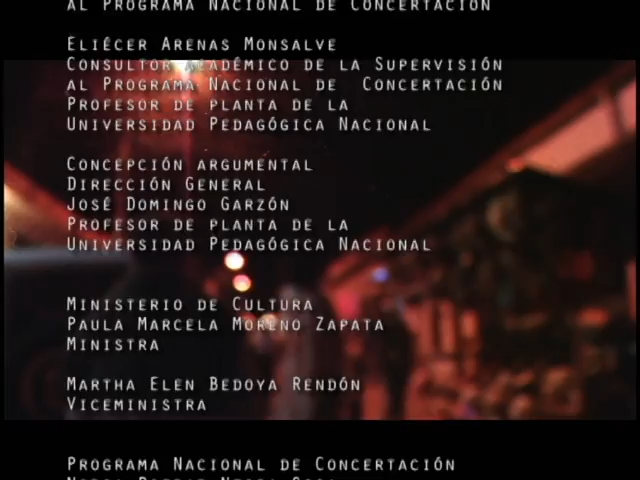 AL PROGRAMA NACIONAL DE CONCERTACIÓN
ELIÉCER ARENAS MONSALVE
CONSULTOR ACADÉMICO DE LA SUPERVISIÓN
AL PROGRAMA NACIONAL DE CONCERTACIÓN
PROFESOR DE PLANTA DE LA
UNIVERSIDAD PEDAGÓGICA NACIONAL
CONCEPCIÓN ARGUMENTAL
DIRECCIÓN GENERAL
JOSÉ DOMINGO GARZÓN
PROFESOR DE PLANTA DE LA
UNIVERSIDAD PEDAGÓGICA NACIONAL
MINISTERIO DE CULTURA
PAULA MARCELA MORENO ZAPATA
MINISTRA
MARTHA ELEN BEDOYA RENDÓN
VICEMINISTRA
PROGRAMA NACIONAL DE CONCERTACIÓN